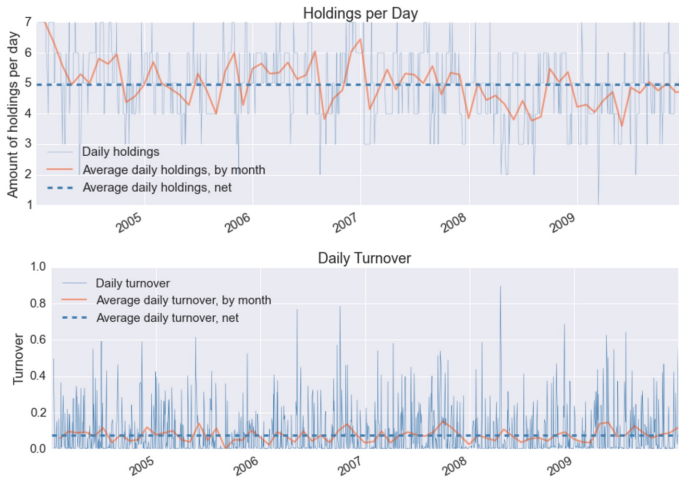 Holdings per Day
Amount of holdings per day
7
6
5
4
3
2
1
Daily holdings
Average daily holdings, by month
Average daily holdings, net
2005
2006
2007
2008
2009
Daily Turnover
Turnover
1.0
0.8
0.6
0.4
0.2
0.0
Daily turnover
Average daily turnover, by month
Average daily turnover, net
2005
2006
2007
2008
2009